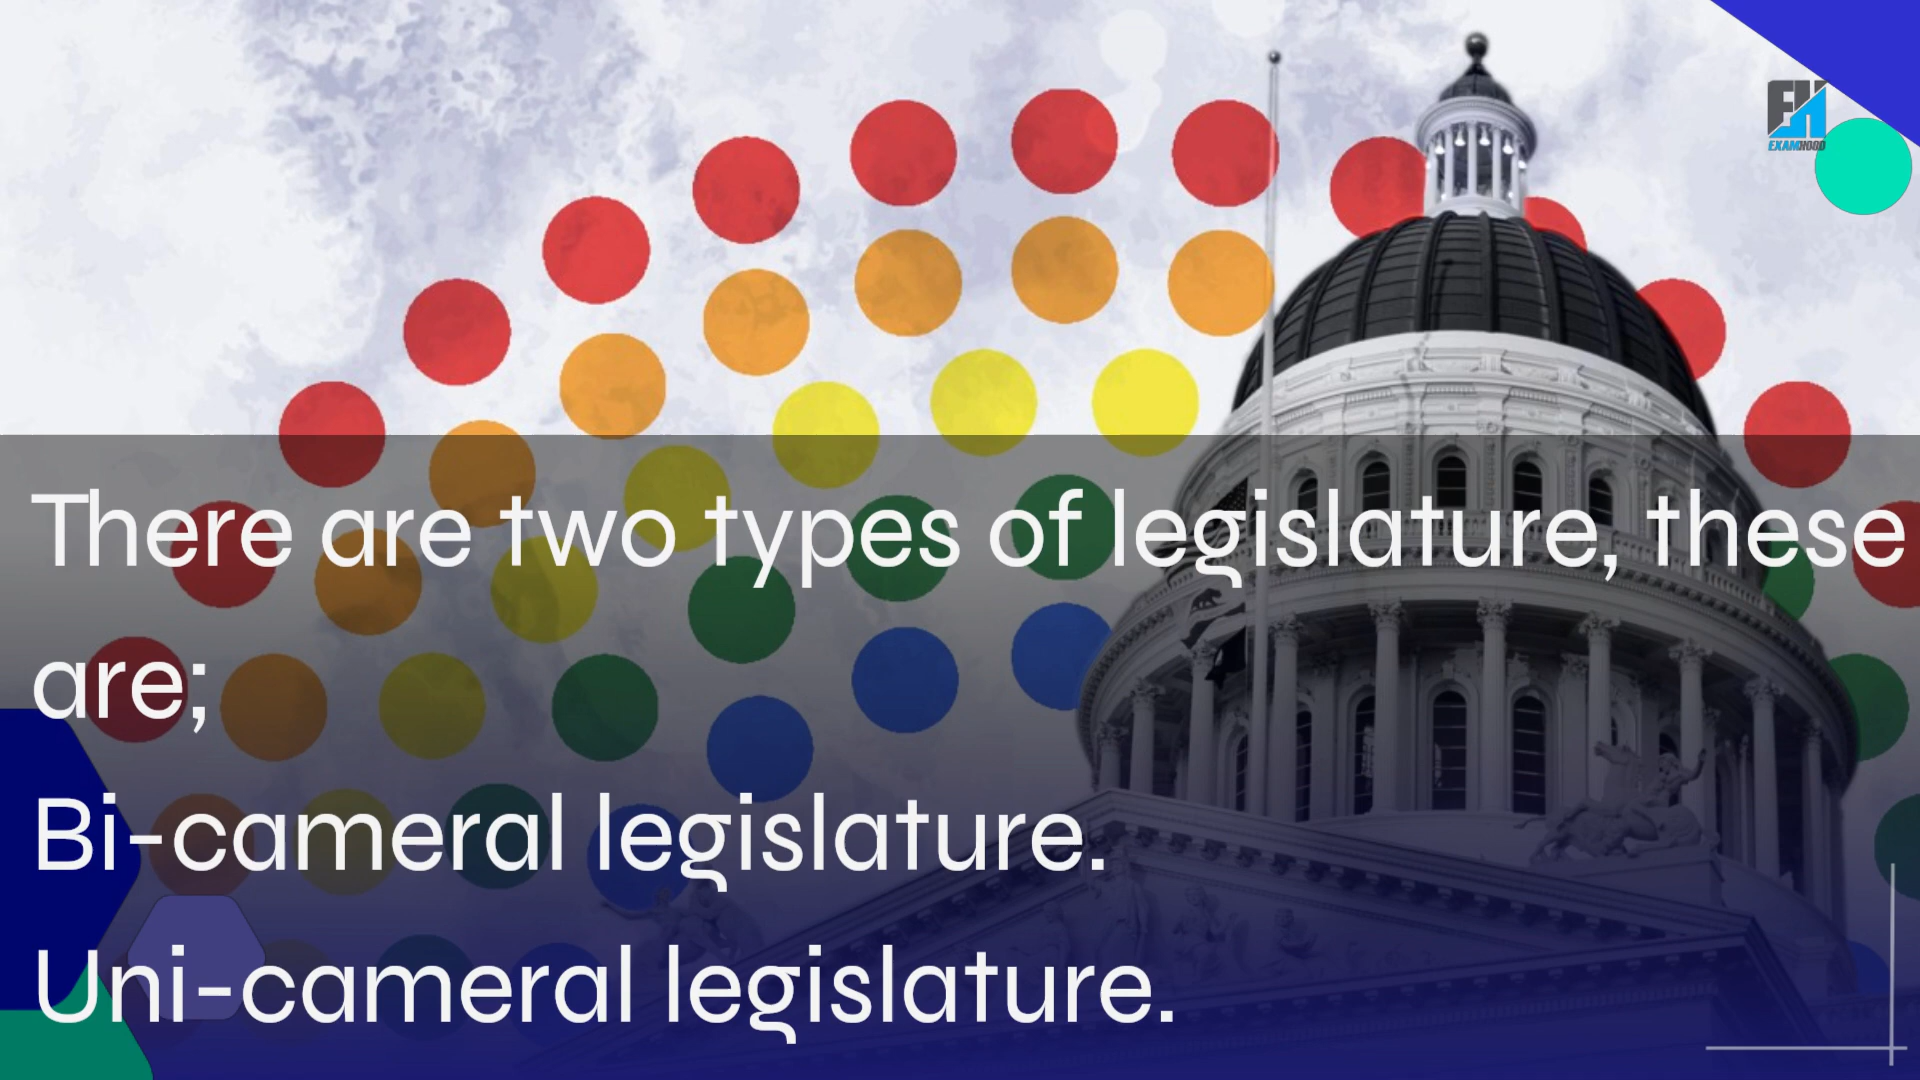 EXAMHOOD
There are two types of legislature, these
are;
Bi-cameral legislature.
Uni-cameral legislature.